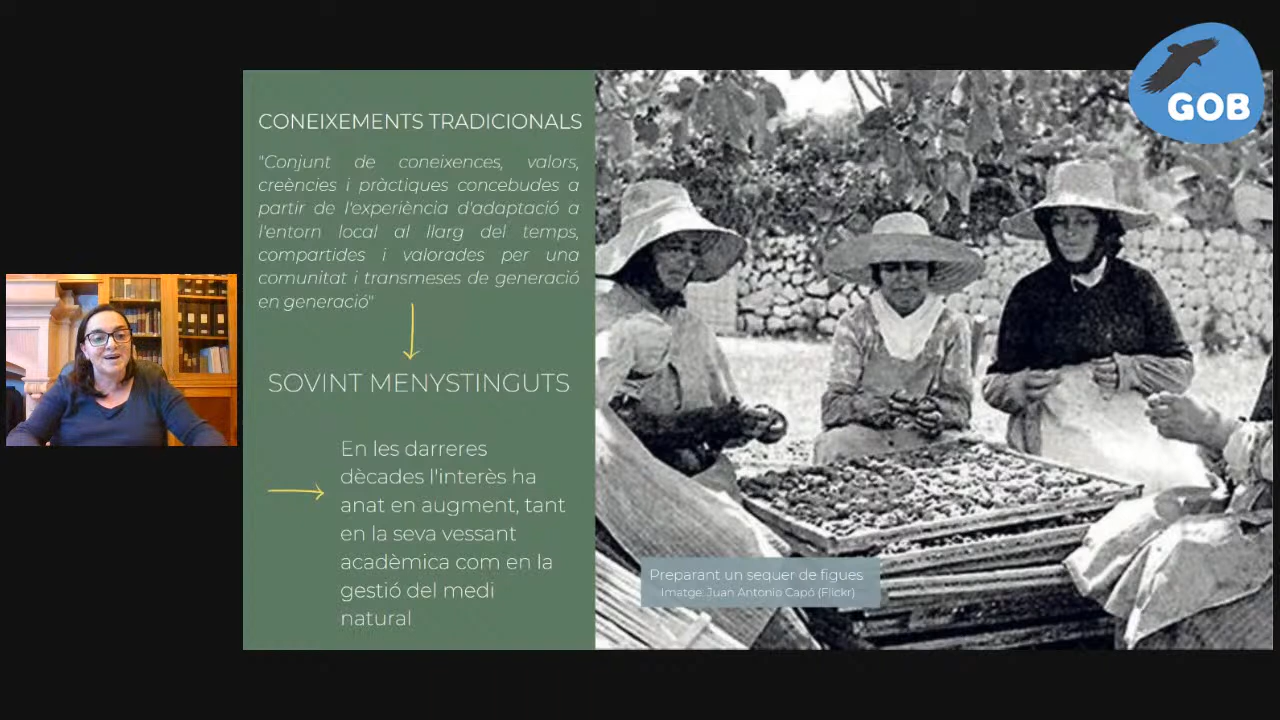 GOB
CONEIXEMENTS TRADICIONALS
"Conjunt de coneixences, valors,
creències i pràctiques concebudes a
partir de l'experiència d'adaptació a
l'entorn local al llarg del temps,
compartides i valorades per una
comunitat i transmeses de generació
en generació"
SOVINT MENYSTINGUTS
En les darreres
dècades l'interès ha
anat en augment, tant
en la seva vessant
acadèmica com en la
gestió del medi
natural
Preparant un sequer de figues
Imatge: Juan Antonio Capó (Flickr)